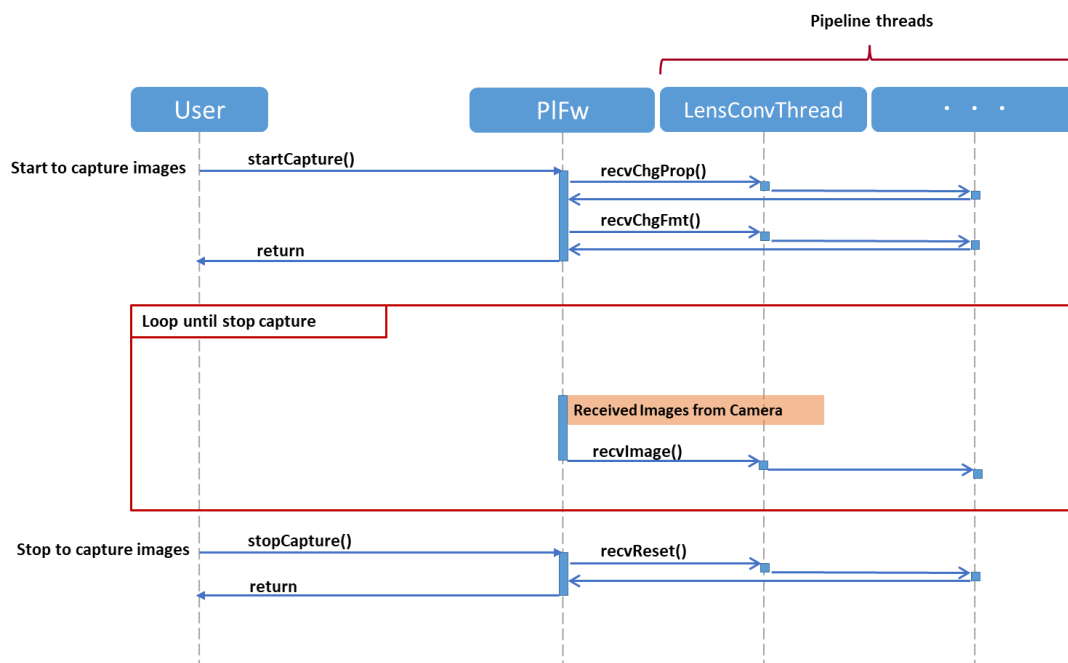 Pipeline threads
User
PlFw
LensConvThread
・・・
Start to capture images
startCapture()
recvChgProp()
recvChgFmt()
return
Loop until stop capture
Received Images from Camera
recvImage()
Stop to capture images
stopCapture()
recvReset()
return